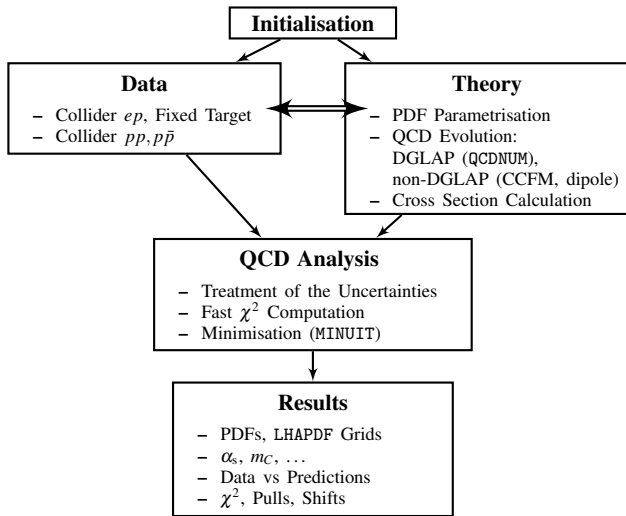 Initialisation
Data
– Collider ep, Fixed Target
– Collider pp, pp̄
Theory
– PDF Parametrisation
– QCD Evolution:
DGLAP (QCDNUM),
non-DGLAP (CCFM, dipole)
– Cross Section Calculation
QCD Analysis
– Treatment of the Uncertainties
– Fast χ² Computation
– Minimisation (MINUIT)
Results
– PDFs, LHAPDF Grids
– αs, mC, …
– Data vs Predictions
– χ², Pulls, Shifts